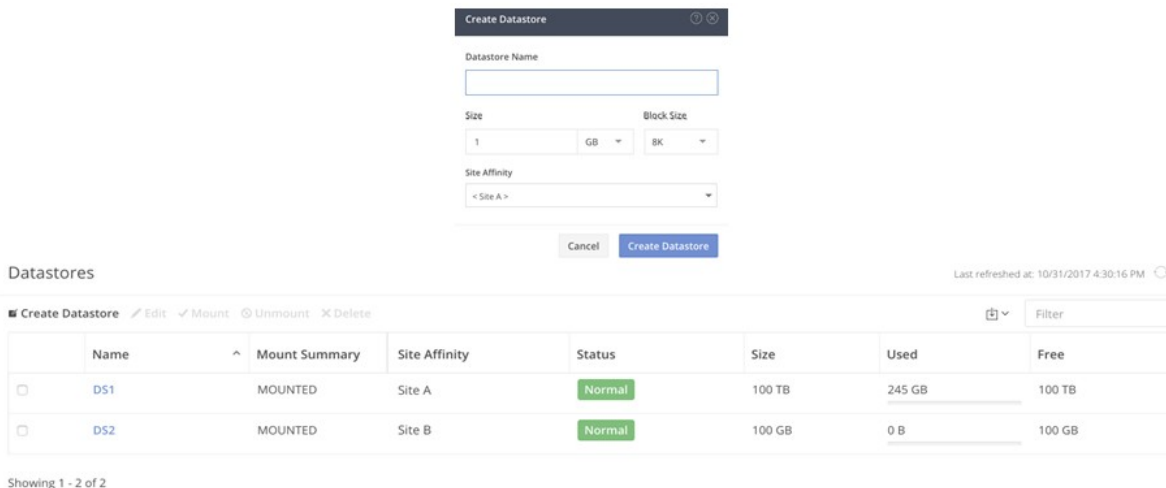 Create Datastore
Datastore Name
Size Block Size
1 GB 8K
Site Affinity
< Site A >
Cancel Create Datastore
Datastores Last refreshed at: 10/31/2017 4:30:16 PM
Create Datastore Edit Mount Unmount Delete Filter
Name Mount Summary Site Affinity Status Size Used Free
DS1 MOUNTED Site A Normal 100 TB 245 GB 100 TB
DS2 MOUNTED Site B Normal 100 GB 0 B 100 GB
Showing 1 - 2 of 2